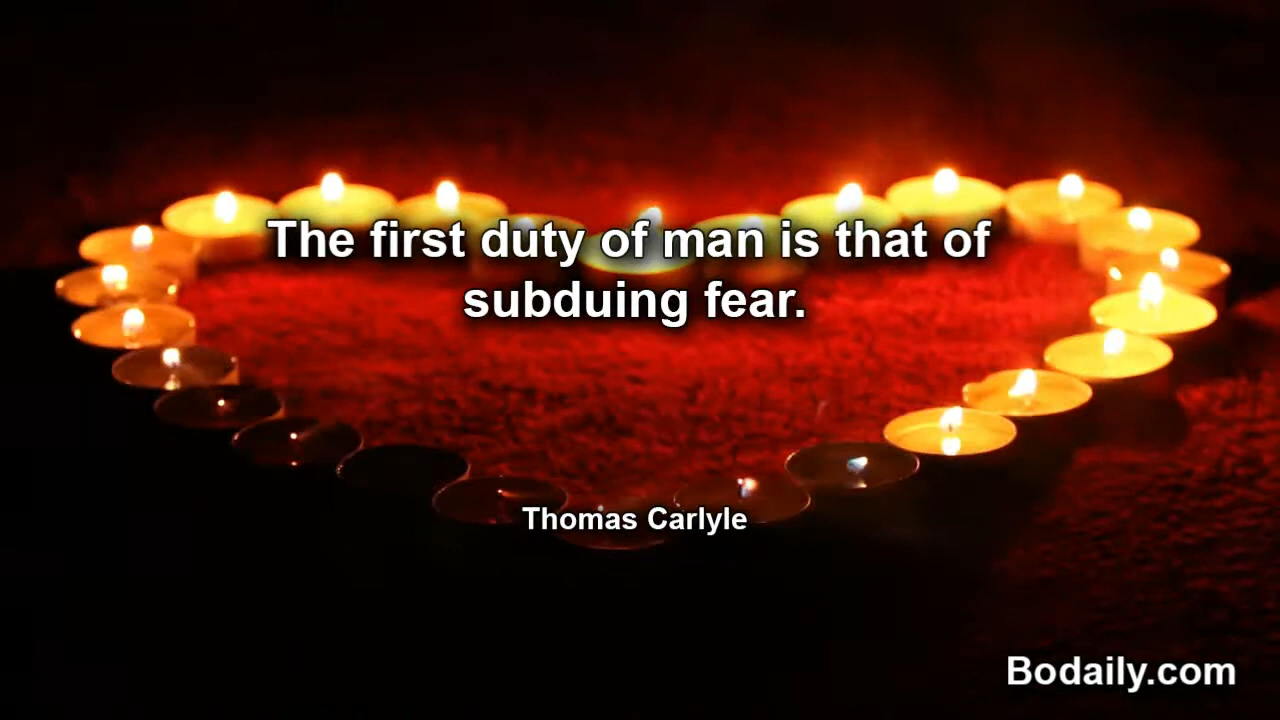 The first duty of man is that of
subduing fear.
Thomas Carlyle
Bodaily.com